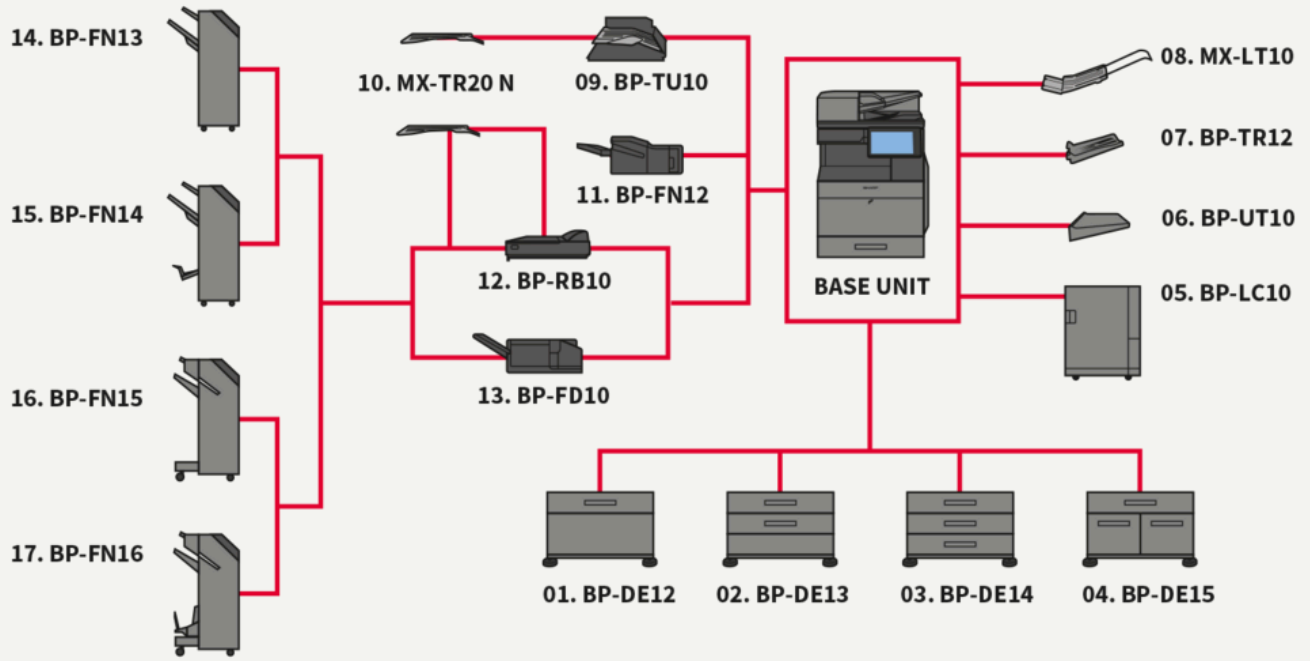 14. BP-FN13
10. MX-TR20 N
09. BP-TU10
08. MX-LT10
07. BP-TR12
15. BP-FN14
11. BP-FN12
06. BP-UT10
12. BP-RB10
BASE UNIT
05. BP-LC10
16. BP-FN15
13. BP-FD10
17. BP-FN16
01. BP-DE12
02. BP-DE13
03. BP-DE14
04. BP-DE15